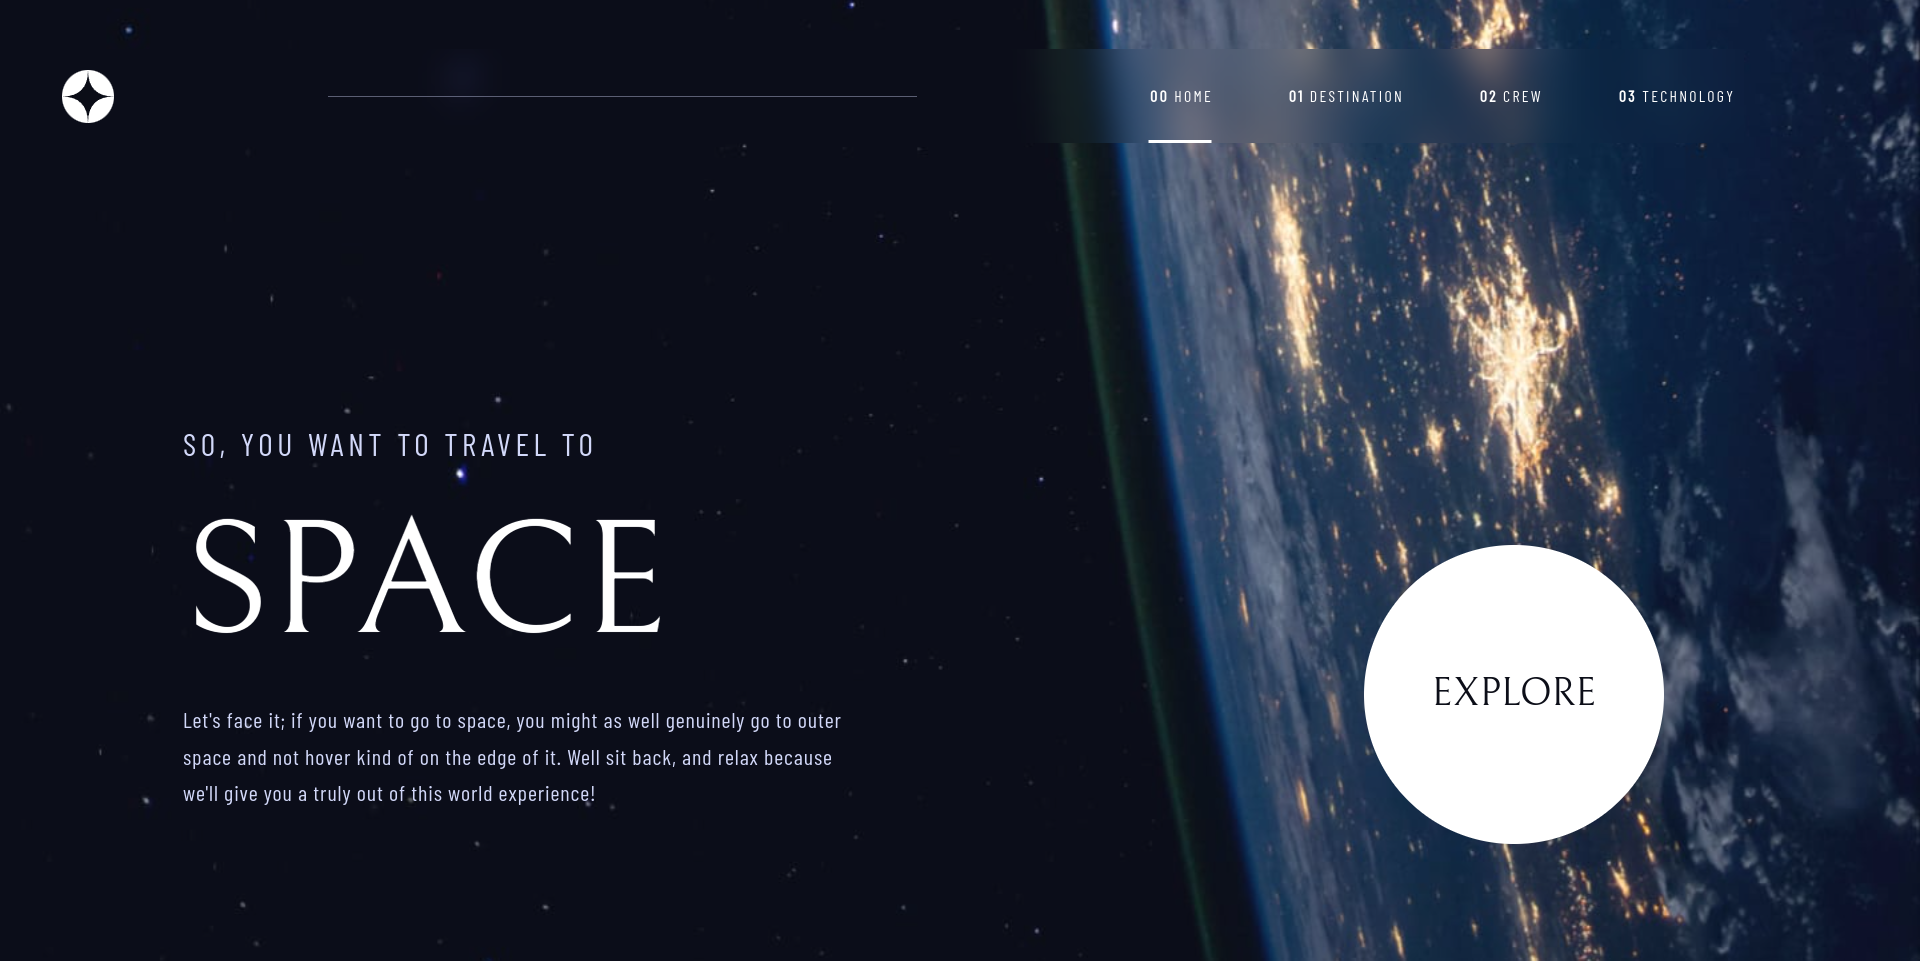 00 HOME
01 DESTINATION
02 CREW
03 TECHNOLOGY
SO, YOU WANT TO TRAVEL TO
SPACE
Let's face it; if you want to go to space, you might as well genuinely go to outer
space and not hover kind of on the edge of it. Well sit back, and relax because
we'll give you a truly out of this world experience!
EXPLORE